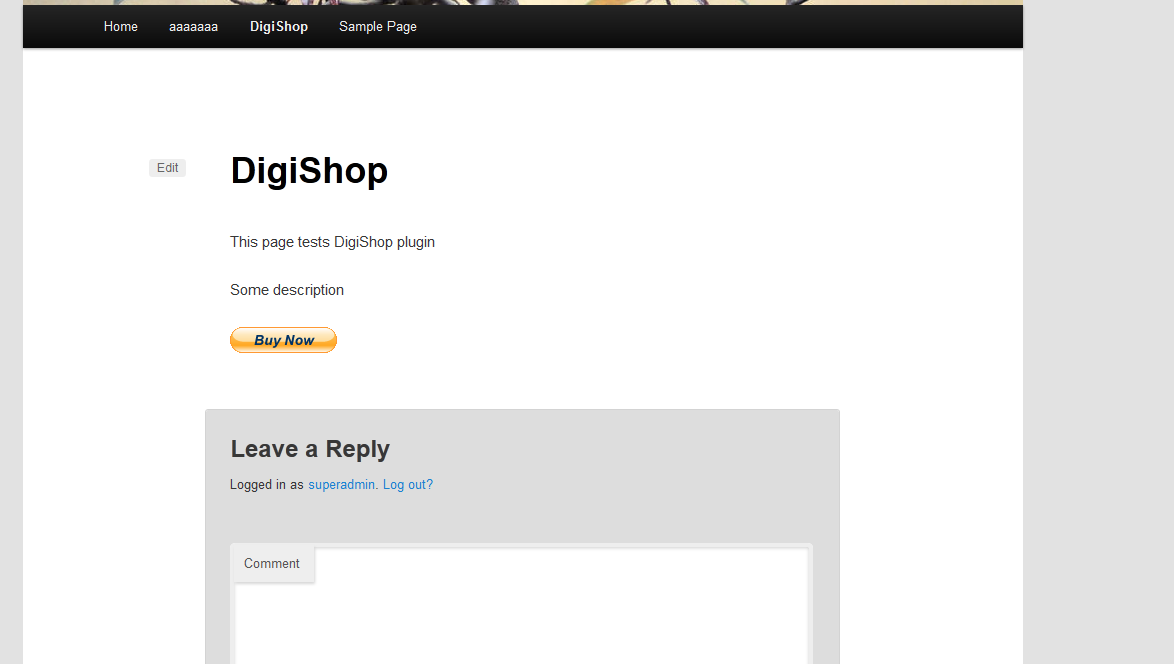 Home aaaaaaa DigiShop Sample Page
Edit
DigiShop
This page tests DigiShop plugin
Some description
Buy Now
Leave a Reply
Logged in as superadmin. Log out?
Comment